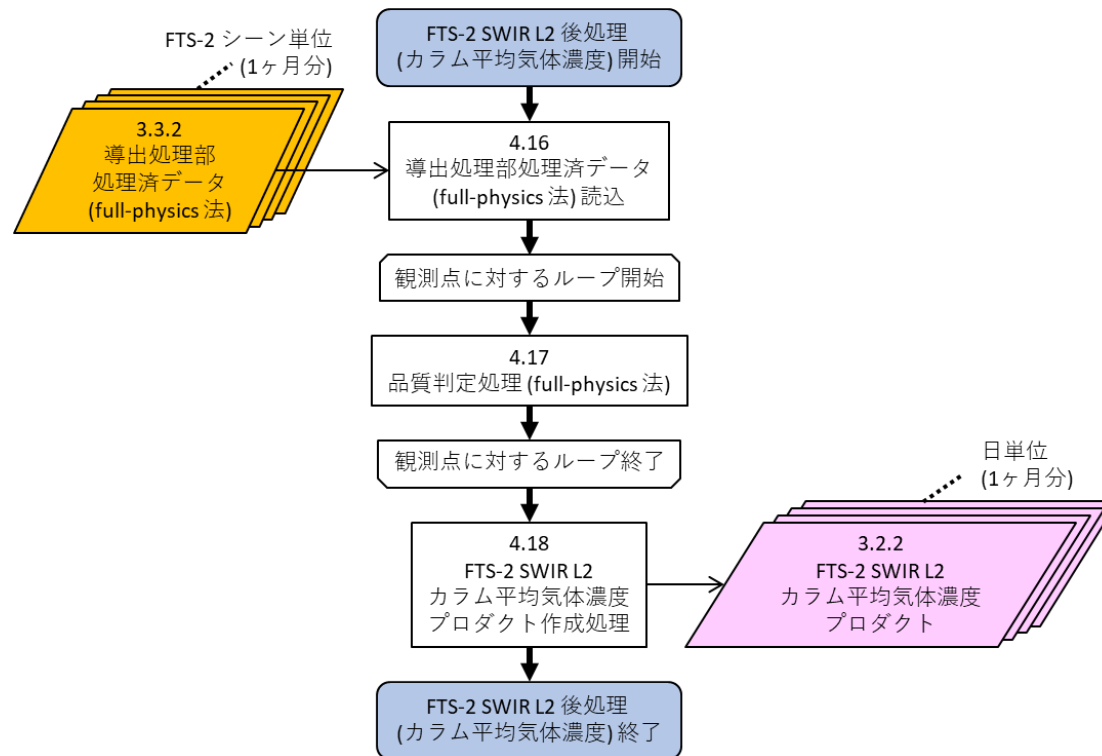 FTS-2 シーン単位
(1ヶ月分)
3.3.2
導出処理部
処理済データ
(full-physics 法)
FTS-2 SWIR L2 後処理
(カラム平均気体濃度) 開始
4.16
導出処理部処理済データ
(full-physics 法) 読込
観測点に対するループ開始
4.17
品質判定処理 (full-physics 法)
観測点に対するループ終了
4.18
FTS-2 SWIR L2
カラム平均気体濃度
プロダクト作成処理
日単位
(1ヶ月分)
3.2.2
FTS-2 SWIR L2
カラム平均気体濃度
プロダクト
FTS-2 SWIR L2 後処理
(カラム平均気体濃度) 終了